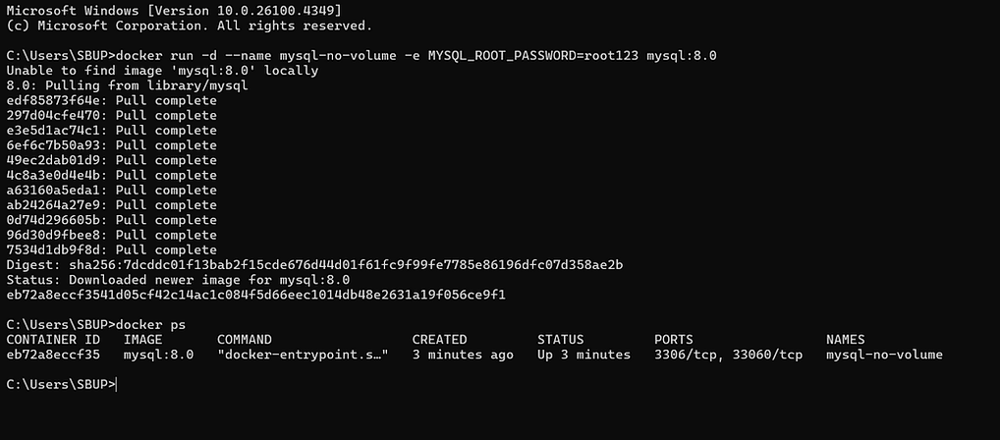 Microsoft Windows [Version 10.0.26100.4349]
(c) Microsoft Corporation. All rights reserved.
C:\Users\SBUP>docker run -d --name mysql-no-volume -e MYSQL_ROOT_PASSWORD=root123 mysql:8.0
Unable to find image 'mysql:8.0' locally
8.0: Pulling from library/mysql
edf85873f64e: Pull complete
297d04cfe470: Pull complete
e3e5d1ac74c1: Pull complete
6ef6c7b50a93: Pull complete
49ec2dab01d9: Pull complete
4c8a3e0d4e4b: Pull complete
a63160a5eda1: Pull complete
ab24264a27e9: Pull complete
0d74d296605b: Pull complete
96d30d9fbee8: Pull complete
7534d1db9f8d: Pull complete
Digest: sha256:7dcddc01f13bab2f15cde676d44d01f61fc9f99fe7785e86196dfc07d358ae2b
Status: Downloaded newer image for mysql:8.0
eb72a8eccf3541d05cf42c14ac1c084f5d66eec1014db48e2631a19f056ce9f1
C:\Users\SBUP>docker ps
CONTAINER ID   IMAGE       COMMAND                  CREATED         STATUS         PORTS                 NAMES
eb72a8eccf35   mysql:8.0   "docker-entrypoint.s…"   3 minutes ago   Up 3 minutes   3306/tcp, 33060/tcp   mysql-no-volume
C:\Users\SBUP>